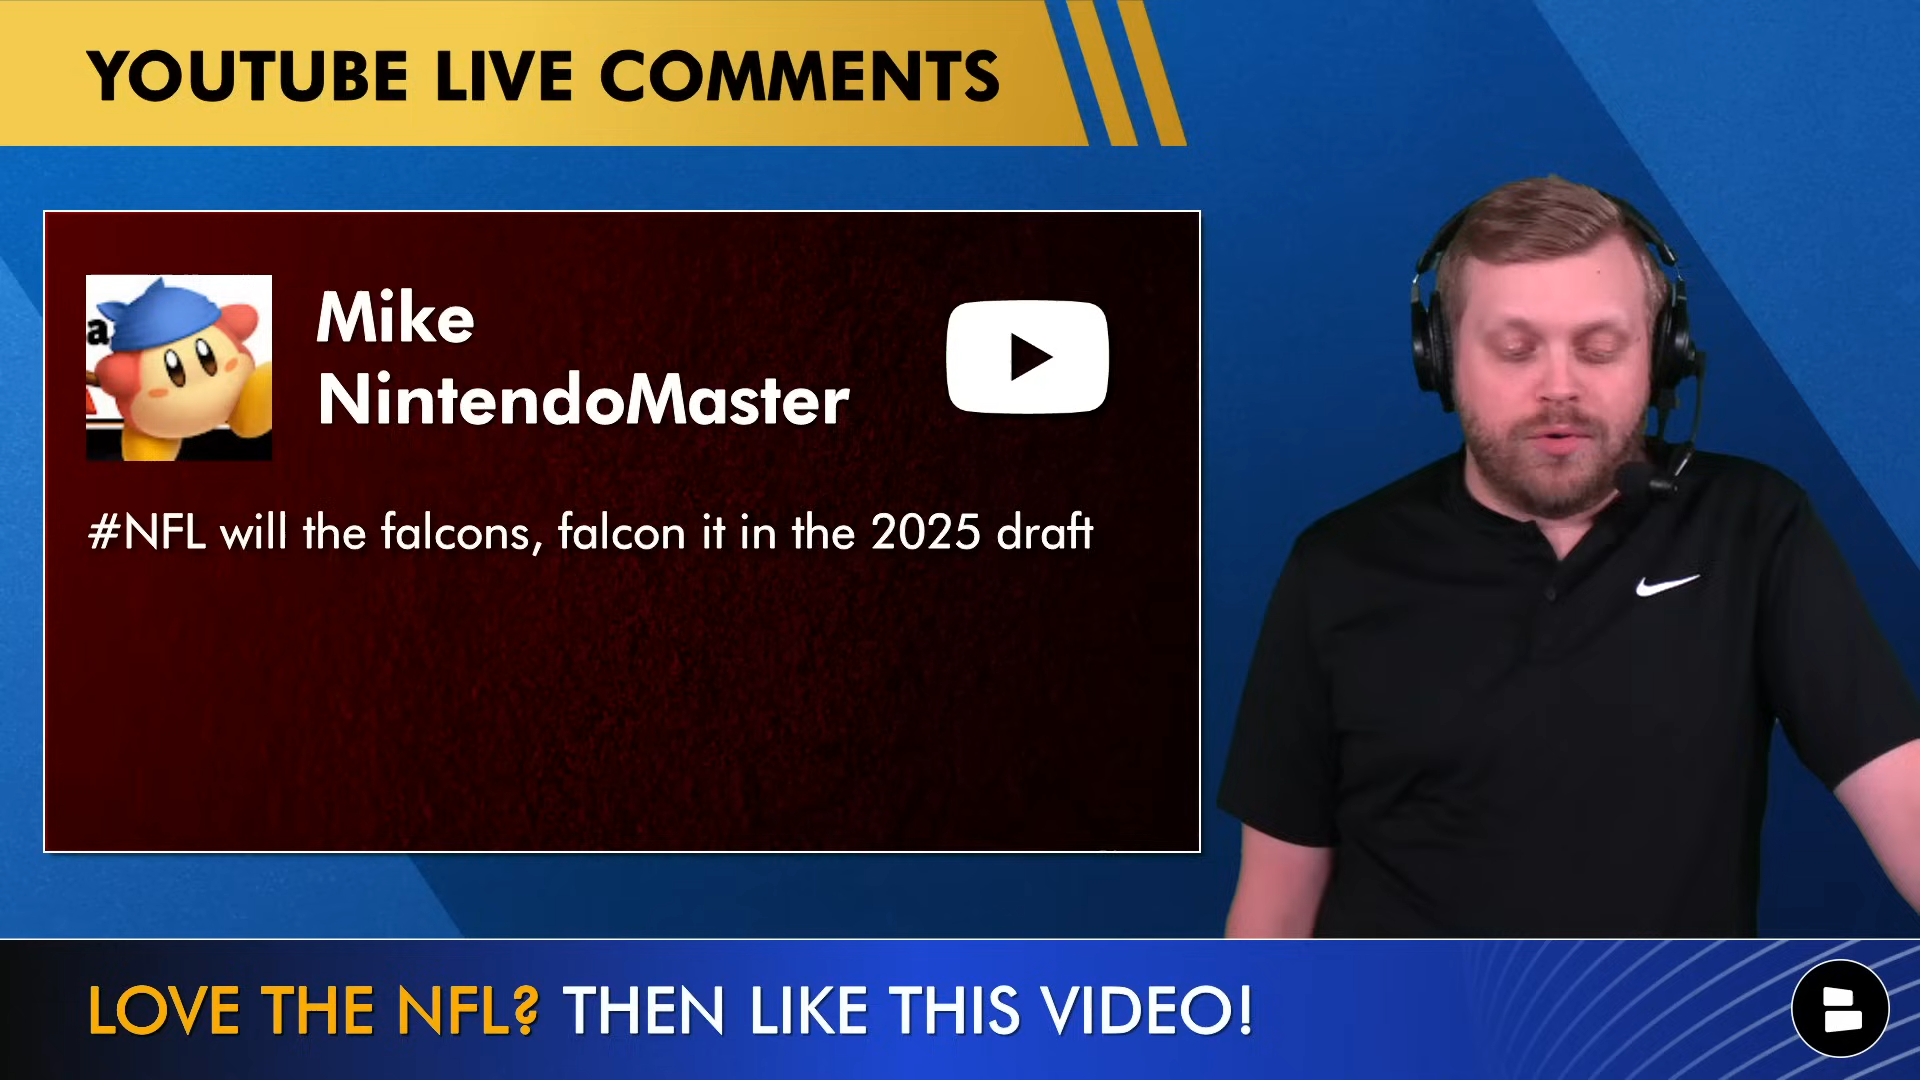 YOUTUBE LIVE COMMENTS
a
Mike
NintendoMaster
#NFL will the falcons, falcon it in the 2025 draft
LOVE THE NFL? THEN LIKE THIS VIDEO!